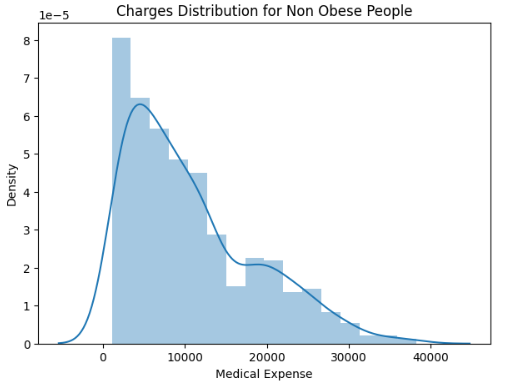 Charges Distribution for Non Obese People
1e−5
8
7
6
5
4
3
2
1
0
Density
0 10000 20000 30000 40000
Medical Expense